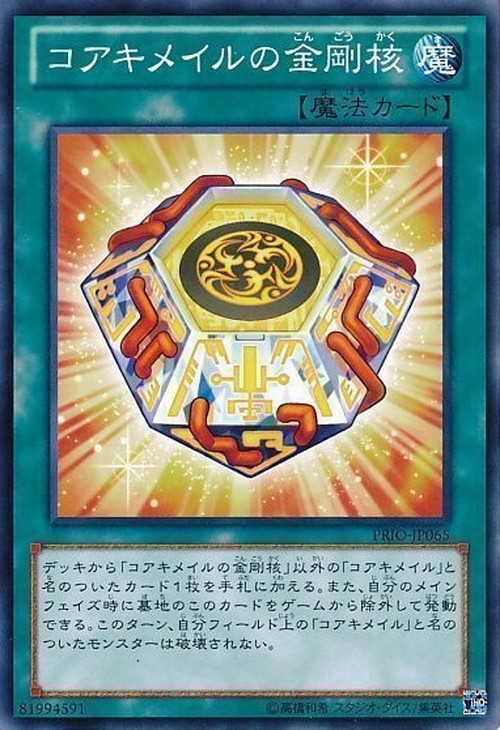 コアキメイルの金剛核 魔
【魔法カード】
PRIO-JP065
デッキから「コアキメイルの金剛核」以外の「コアキメイル」と
名のついたカード1枚を手札に加える。また、自分のメイン
フェイズ時に墓地のこのカードをゲームから除外して発動
できる。このターン、自分フィールド上の「コアキメイル」と名の
ついたモンスターは破壊されない。
81994591 ©高橋和希 スタジオ・ダイス/集英社